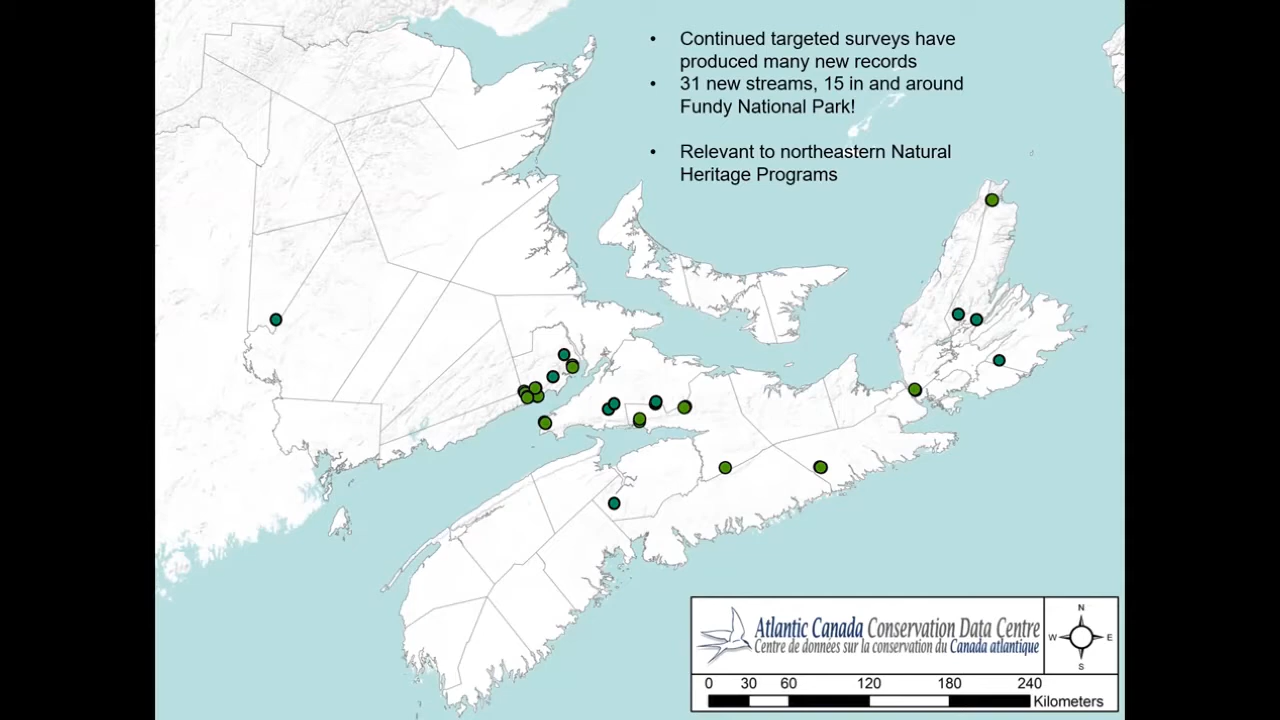 • Continued targeted surveys have
produced many new records
• 31 new streams, 15 in and around
Fundy National Park!
• Relevant to northeastern Natural
Heritage Programs
Atlantic Canada Conservation Data Centre
Centre de données sur la conservation du Canada atlantique
N
W E
S
0 30 60 120 180 240
Kilometers